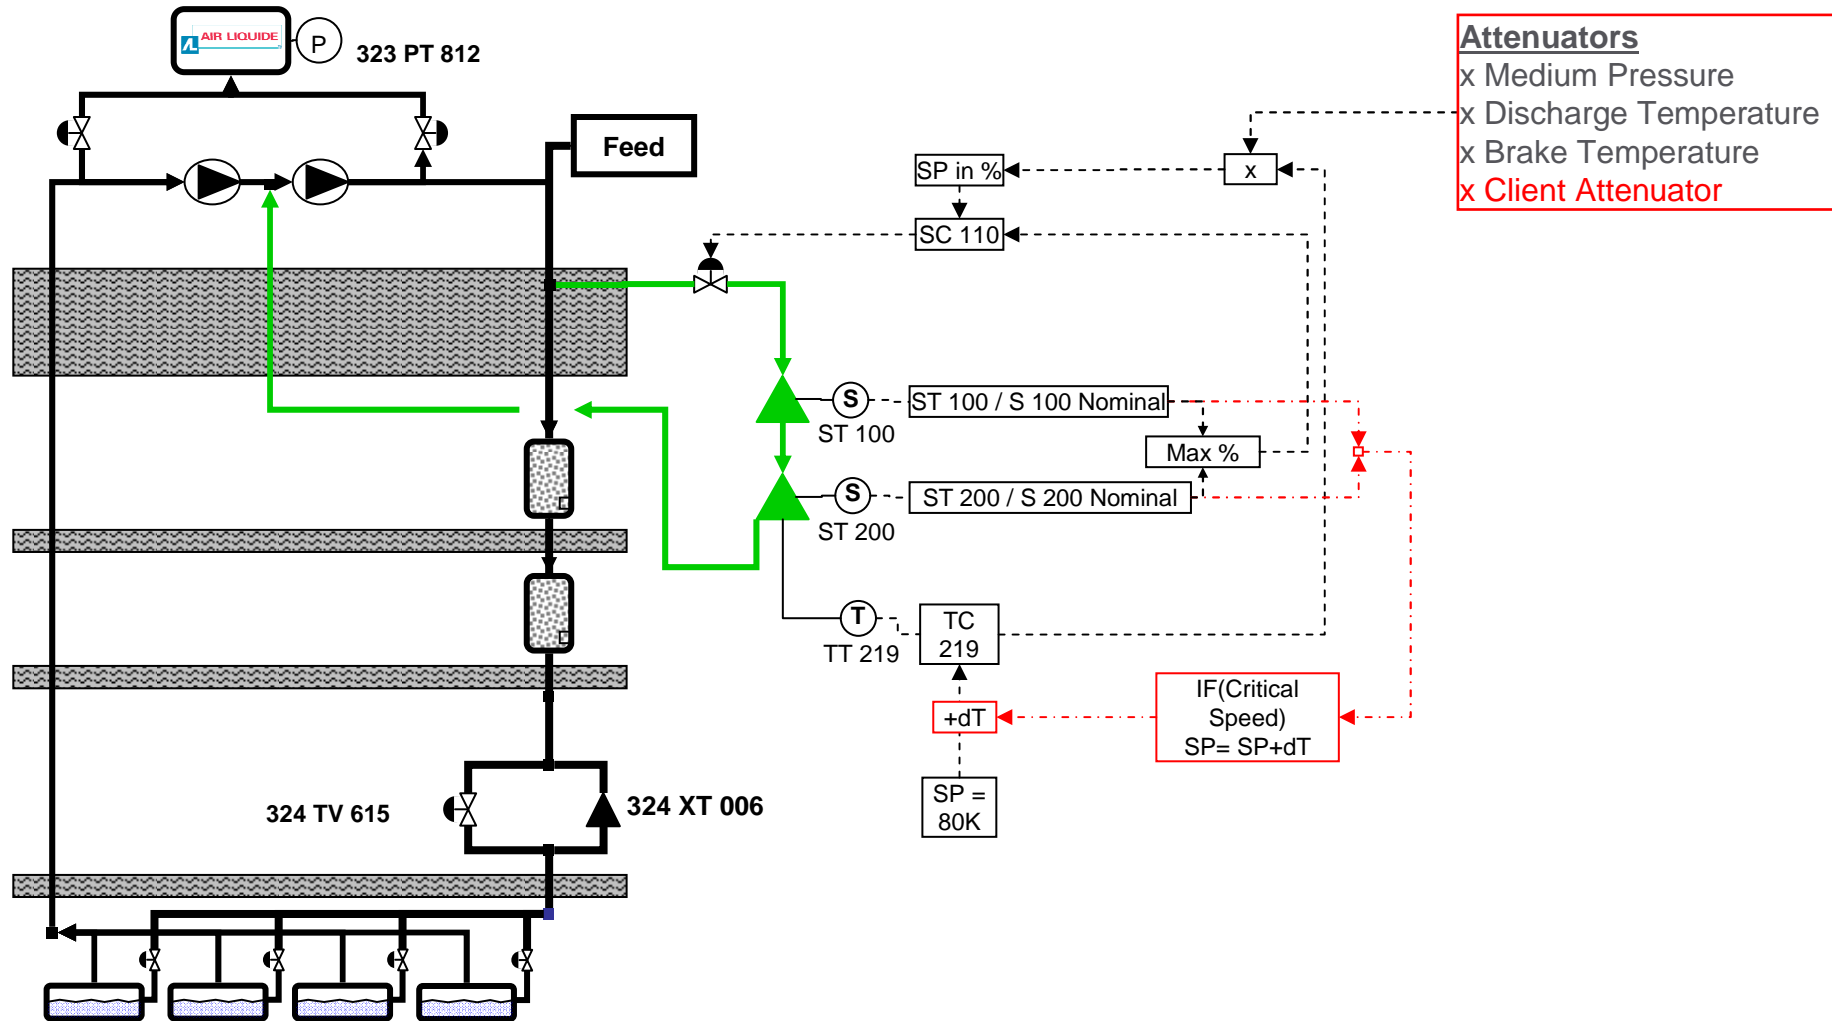 AIR LIQUIDE
P
323 PT 812
Feed
Attenuators
x Medium Pressure
x Discharge Temperature
x Brake Temperature
x Client Attenuator
SP in %
x
SC 110
S
ST 100
ST 100 / S 100 Nominal
Max %
S
ST 200
ST 200 / S 200 Nominal
T
TT 219
TC
219
+dT
IF(Critical
Speed)
SP= SP+dT
SP =
80K
324 TV 615
324 XT 006